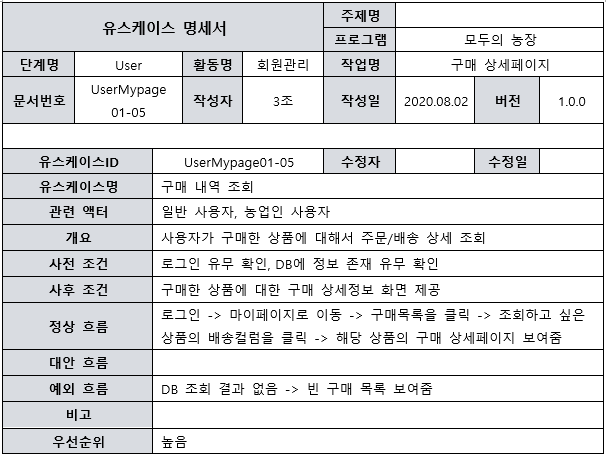 유스케이스 명세서 주제명
프로그램 모두의 농장
단계명 User 활동명 회원관리 작업명 구매 상세페이지
문서번호 UserMypage 01-05 작성자 3조 작성일 2020.08.02 버전 1.0.0
유스케이스ID UserMypage01-05 수정자 수정일
유스케이스명 구매 내역 조회
관련 액터 일반 사용자, 농업인 사용자
개요 사용자가 구매한 상품에 대해서 주문/배송 상세 조회
사전 조건 로그인 유무 확인, DB에 정보 존재 유무 확인
사후 조건 구매한 상품에 대한 구매 상세정보 화면 제공
정상 흐름 로그인 -> 마이페이지로 이동 -> 구매목록을 클릭 -> 조회하고 싶은
상품의 배송컬럼을 클릭 -> 해당 상품의 구매 상세페이지 보여줌
대안 흐름
예외 흐름 DB 조회 결과 없음 -> 빈 구매 목록 보여줌
비고
우선순위 높음